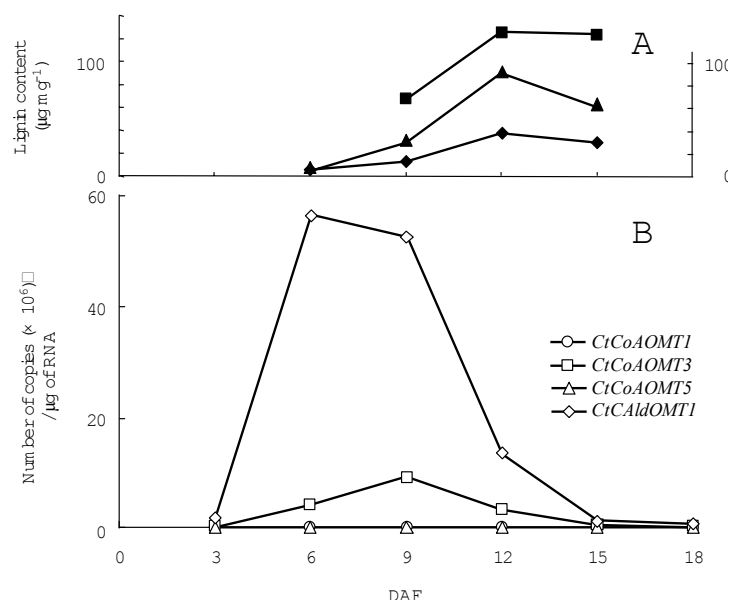 A
Lignin content
(μg mg⁻¹)
100
0
100
0
B
Number of copies (× 10⁶)□
/μg of RNA
60
40
20
0
CtCoAOMT1
CtCoAOMT3
CtCoAOMT5
CtCAldOMT1
0 3 6 9 12 15 18
DAF